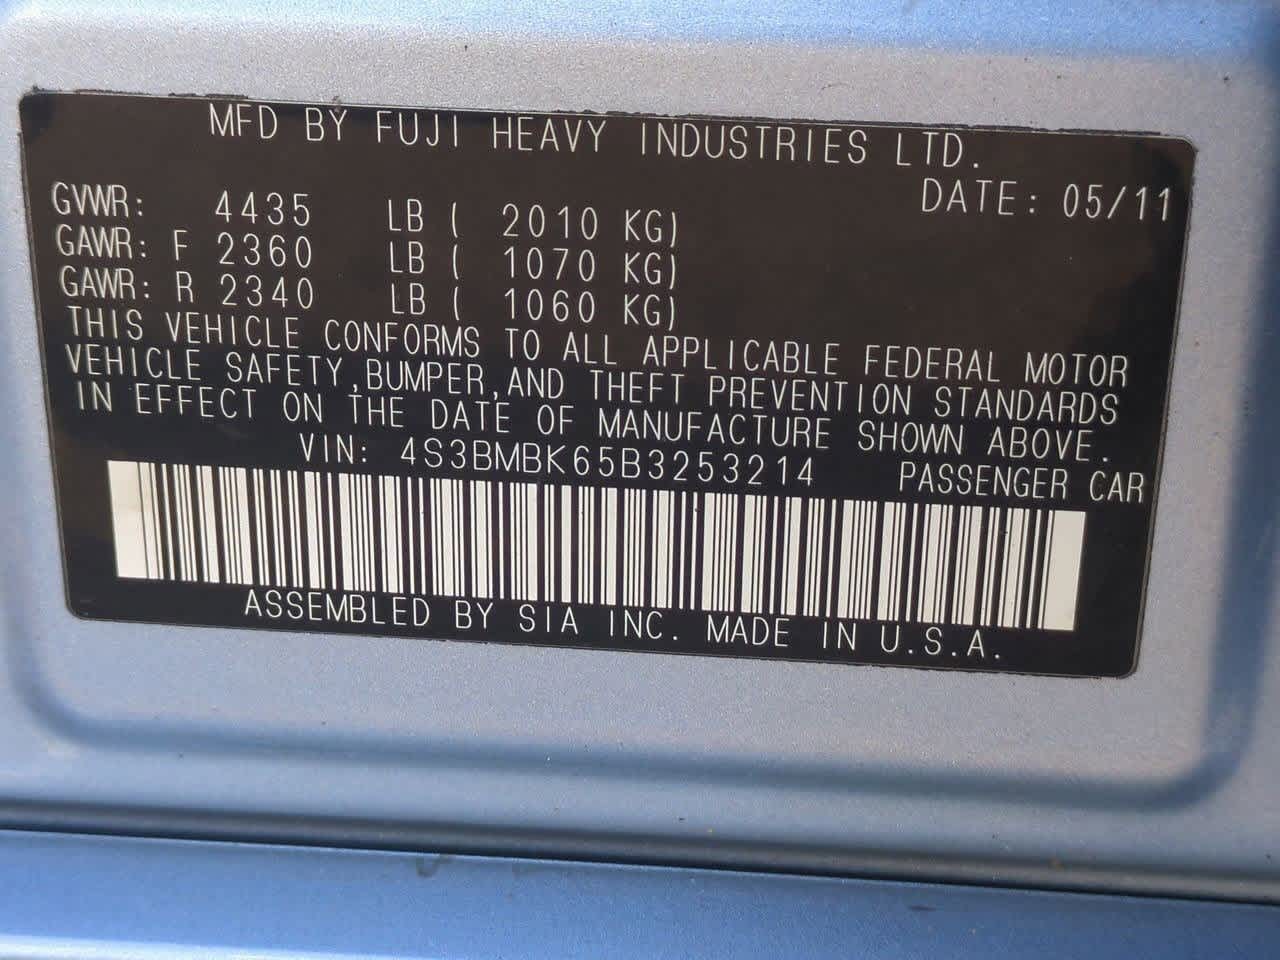 MFD BY FUJI HEAVY INDUSTRIES LTD.
DATE: 05/11
GVWR: 4435 LB ( 2010 KG)
GAWR: F 2360 LB ( 1070 KG)
GAWR: R 2340 LB ( 1060 KG)
THIS VEHICLE CONFORMS TO ALL APPLICABLE FEDERAL MOTOR
VEHICLE SAFETY,BUMPER,AND THEFT PREVENTION STANDARDS
IN EFFECT ON THE DATE OF MANUFACTURE SHOWN ABOVE.
VIN: 4S3BMBK65B3253214 PASSENGER CAR
ASSEMBLED BY SIA INC. MADE IN U.S.A.